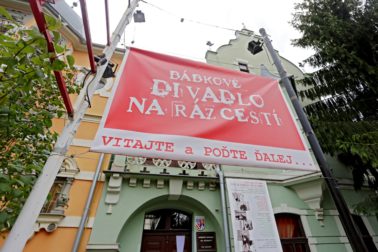 BÁBKOVÉ
DIVADLO
NA RÁZCESTÍ
VITAJTE a POĎTE ĎALEJ...